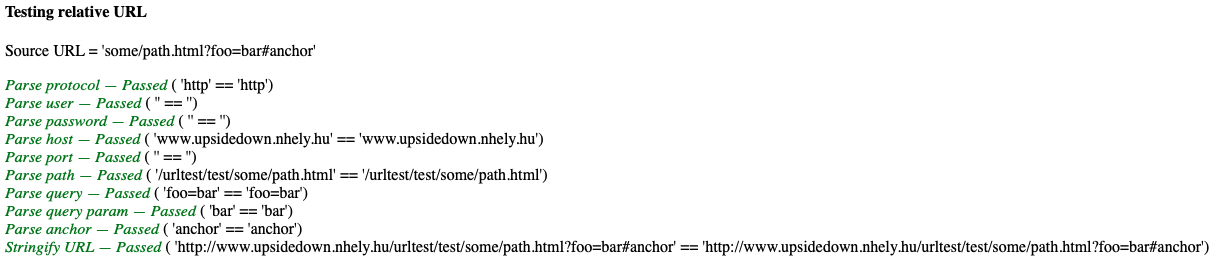 Testing relative URL
Source URL = 'some/path.html?foo=bar#anchor'
Parse protocol — Passed ( 'http' == 'http')
Parse user — Passed ( '' == '')
Parse password — Passed ( '' == '')
Parse host — Passed ( 'www.upsidedown.nhely.hu' == 'www.upsidedown.nhely.hu')
Parse port — Passed ( '' == '')
Parse path — Passed ( '/urltest/test/some/path.html' == '/urltest/test/some/path.html')
Parse query — Passed ( 'foo=bar' == 'foo=bar')
Parse query param — Passed ( 'bar' == 'bar')
Parse anchor — Passed ( 'anchor' == 'anchor')
Stringify URL — Passed ( 'http://www.upsidedown.nhely.hu/urltest/test/some/path.html?foo=bar#anchor' == 'http://www.upsidedown.nhely.hu/urltest/test/some/path.html?foo=bar#anchor')